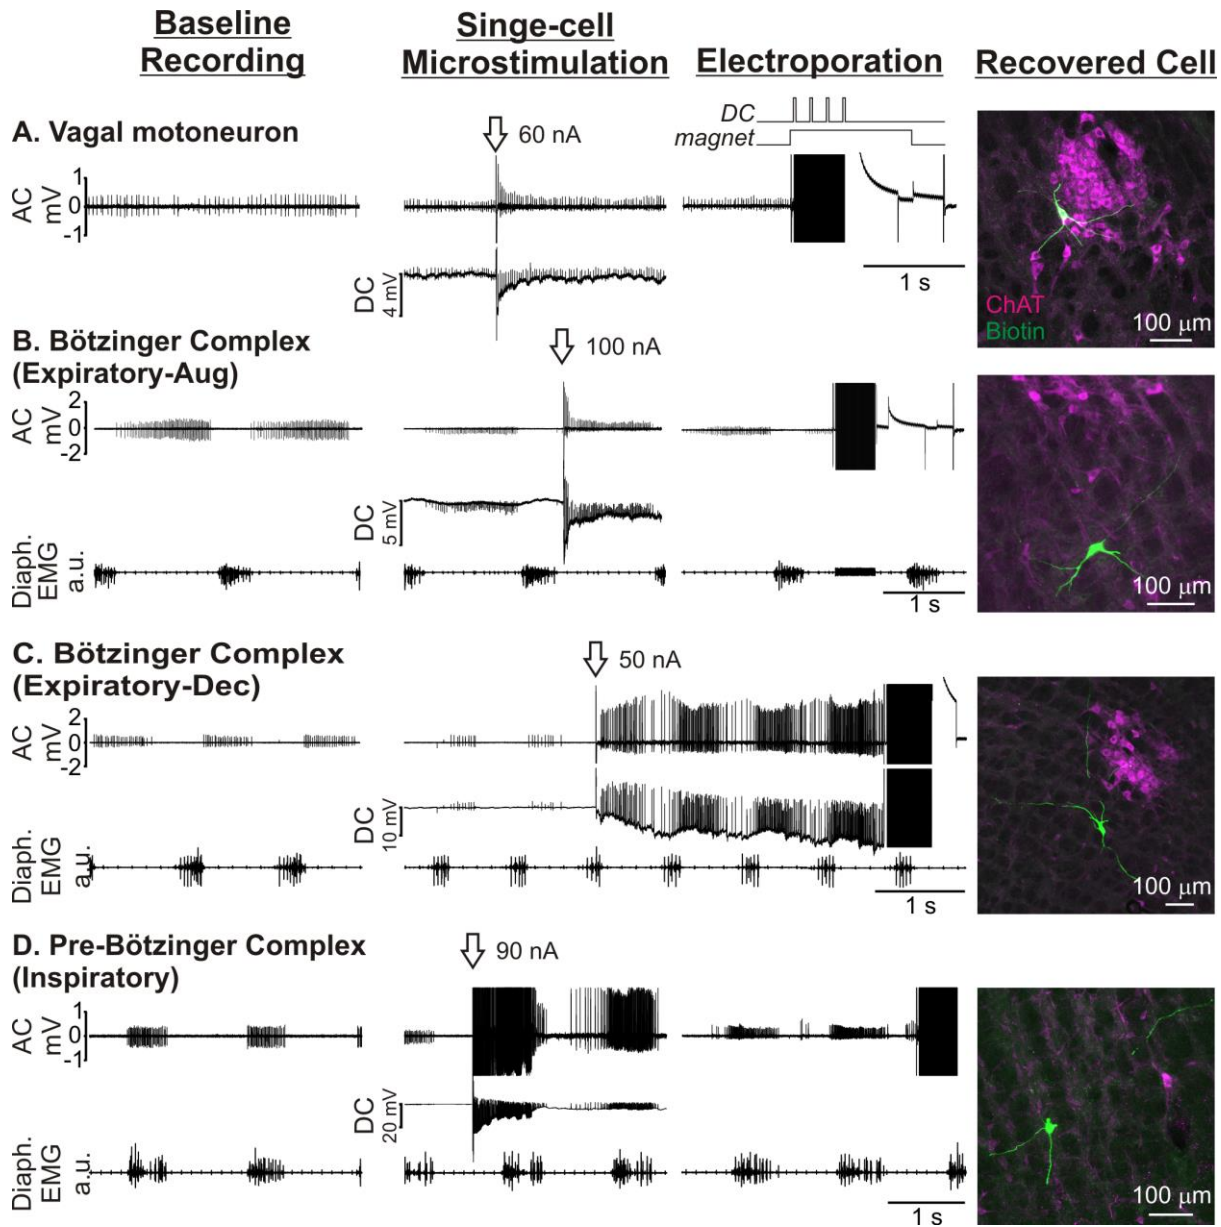 Baseline
Recording
Singe-cell
Microstimulation
Electroporation
Recovered Cell
A. Vagal motoneuron
AC
mV
1
0
-1
60 nA
DC
4 mV
DC
magnet
1 s
ChAT
Biotin
100 μm
B. Bötzinger Complex
(Expiratory-Aug)
AC
mV
2
0
-2
100 nA
DC
5 mV
Diaph.
EMG
a.u.
1 s
100 μm
C. Bötzinger Complex
(Expiratory-Dec)
AC
mV
2
0
-2
50 nA
DC
10 mV
Diaph.
EMG
a.u.
1 s
100 μm
D. Pre-Bötzinger Complex
(Inspiratory)
AC
mV
1
0
-1
90 nA
DC
20 mV
Diaph.
EMG
a.u.
1 s
100 μm